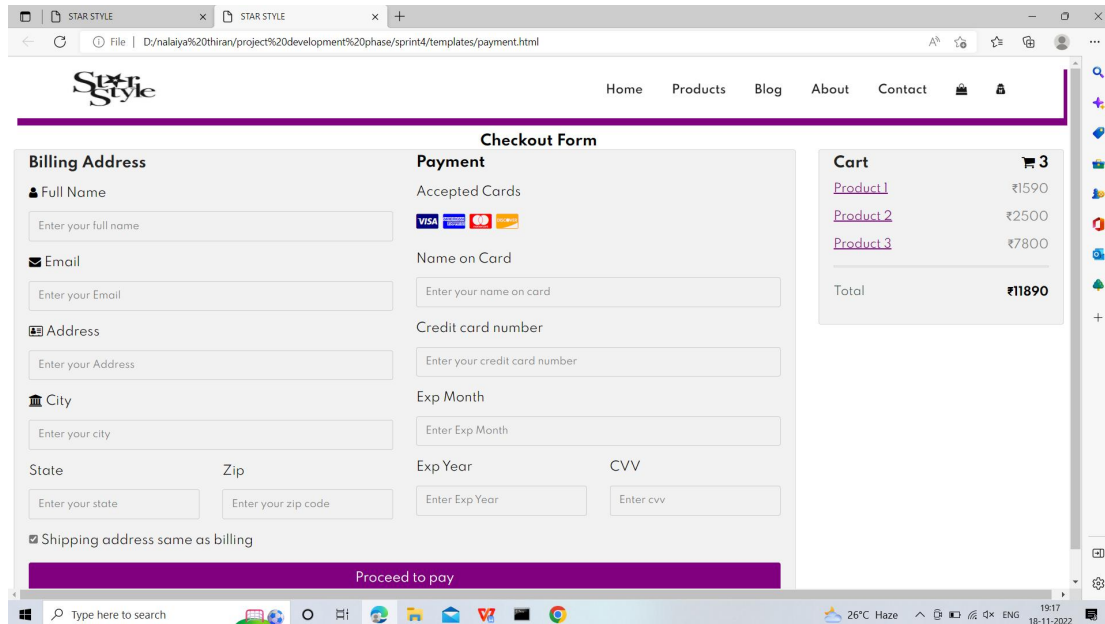 STAR STYLE
STAR STYLE
File
D:/nalaiya%20thiran/project%20development%20phase/sprint4/templates/payment.html
Star
Style
Home Products Blog About Contact
Checkout Form
Billing Address
Full Name
Enter your full name
Email
Enter your Email
Address
Enter your Address
City
Enter your city
State Zip
Enter your state Enter your zip code
Shipping address same as billing
Payment
Accepted Cards
VISA
Name on Card
Enter your name on card
Credit card number
Enter your credit card number
Exp Month
Enter Exp Month
Exp Year CVV
Enter Exp Year Enter cvv
Proceed to pay
Cart 3
Product 1 ₹1590
Product 2 ₹2500
Product 3 ₹7800
Total ₹11890
Type here to search
26°C Haze
ENG
19:17
18-11-2022